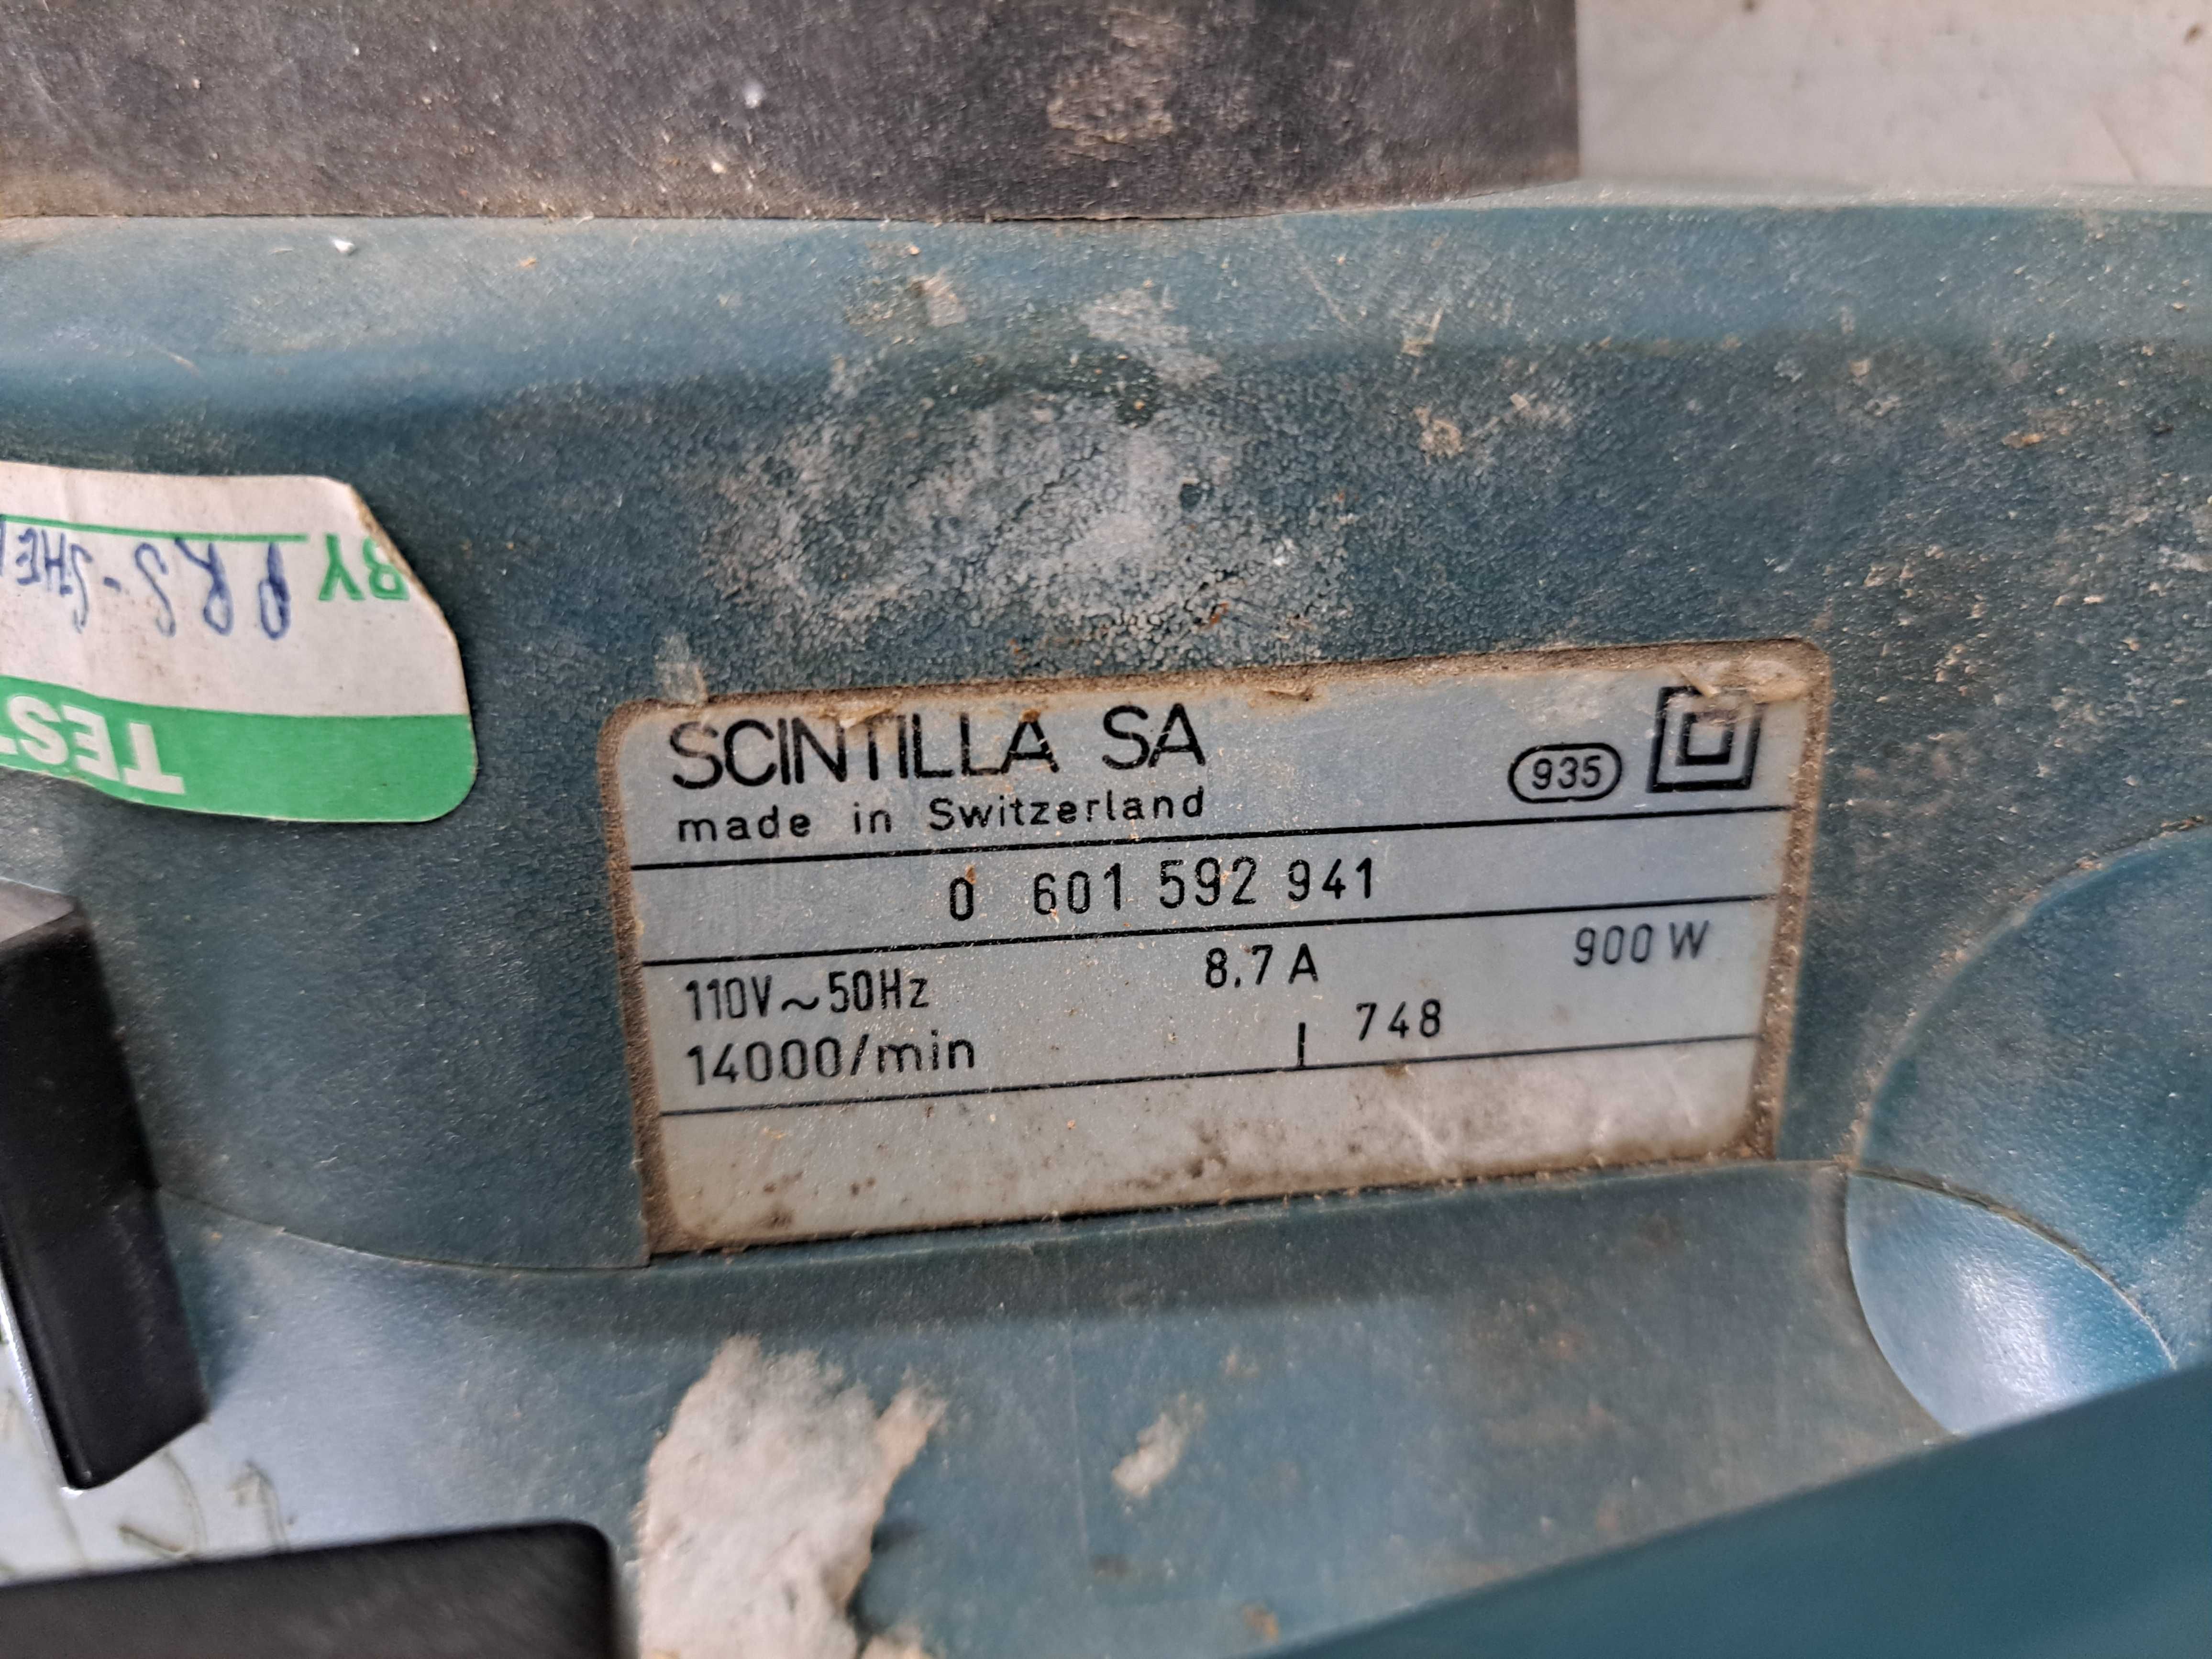 SCINTILLA SA
made in Switzerland
935
0 601 592 941
110V~50Hz 8.7 A 900 W
14000/min 748
BY PRS-SHE
TEST